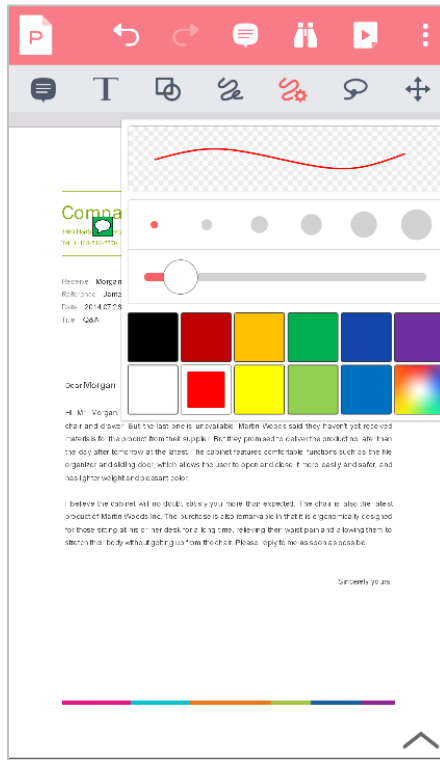 P
T
Compa
Receive Morgan
Reference Jame
Date 2014.07.28
Title Q&A
Dear Morgan
Hi, Mr. Morgan.
chair and drawer. But the last one is unavailable. Martin Woods said they haven't yet received
materials for the product from their supplier. But they promised to deliver the product no later than
the day after tomorrow at the latest. The cabinet features comfortable functions such as the file
organizer and sliding door, which allows the user to open and close it more easily and safer, and
has lighter weight and pleasant color.
I believe the cabinet will no doubt satisfy you more than expected. The chair is also the latest
product of Martin Woods Inc. The purchase is also remarkable in that it is ergonomically designed
for those sitting at his or her desk for a long time, relieving their waist pain and allowing them to
stretch their body without getting up from the chair. Please reply to me as soon as possible.
Sincerely yours